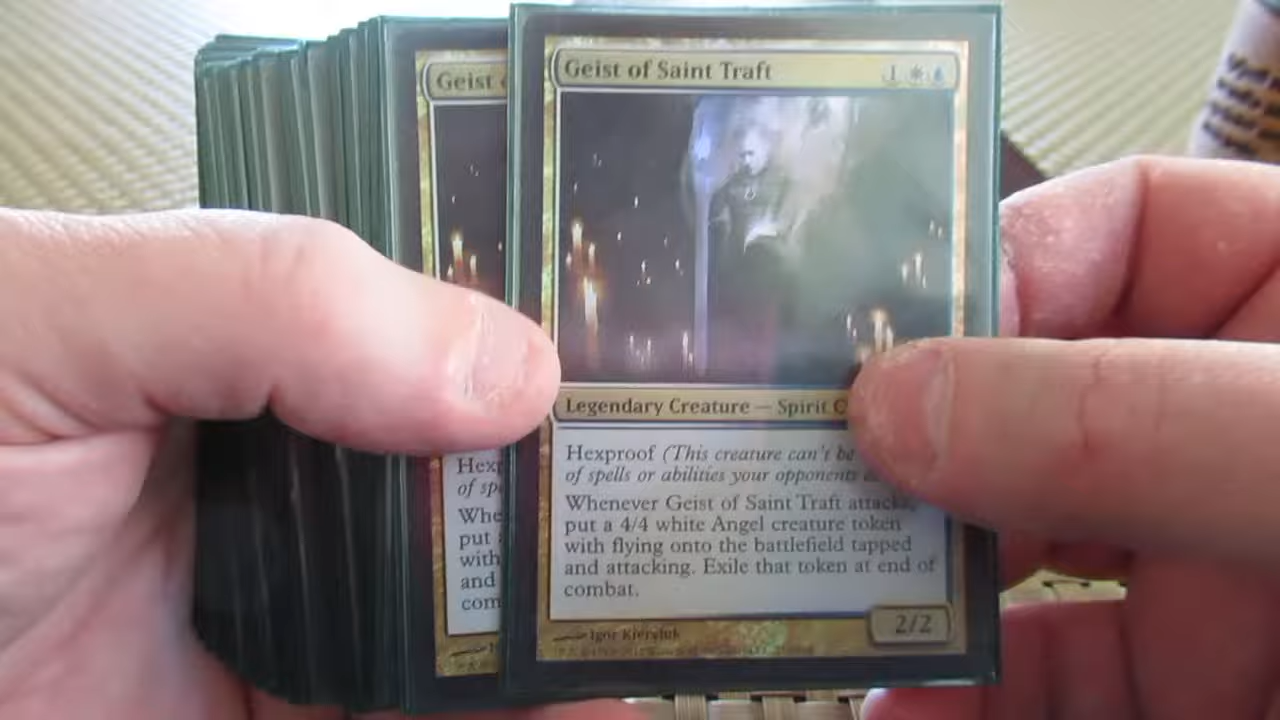 Geist of Saint Traft 1
Legendary Creature — Spirit C
Hexproof (This creature can't be
of spells or abilities your opponents
Whenever Geist of Saint Traft attacks,
put a 4/4 white Angel creature token
with flying onto the battlefield tapped
and attacking. Exile that token at end of
combat.
Igor Kieryluk
2/2
Geist
Hexp
of spe
Whe
put
with
and
com